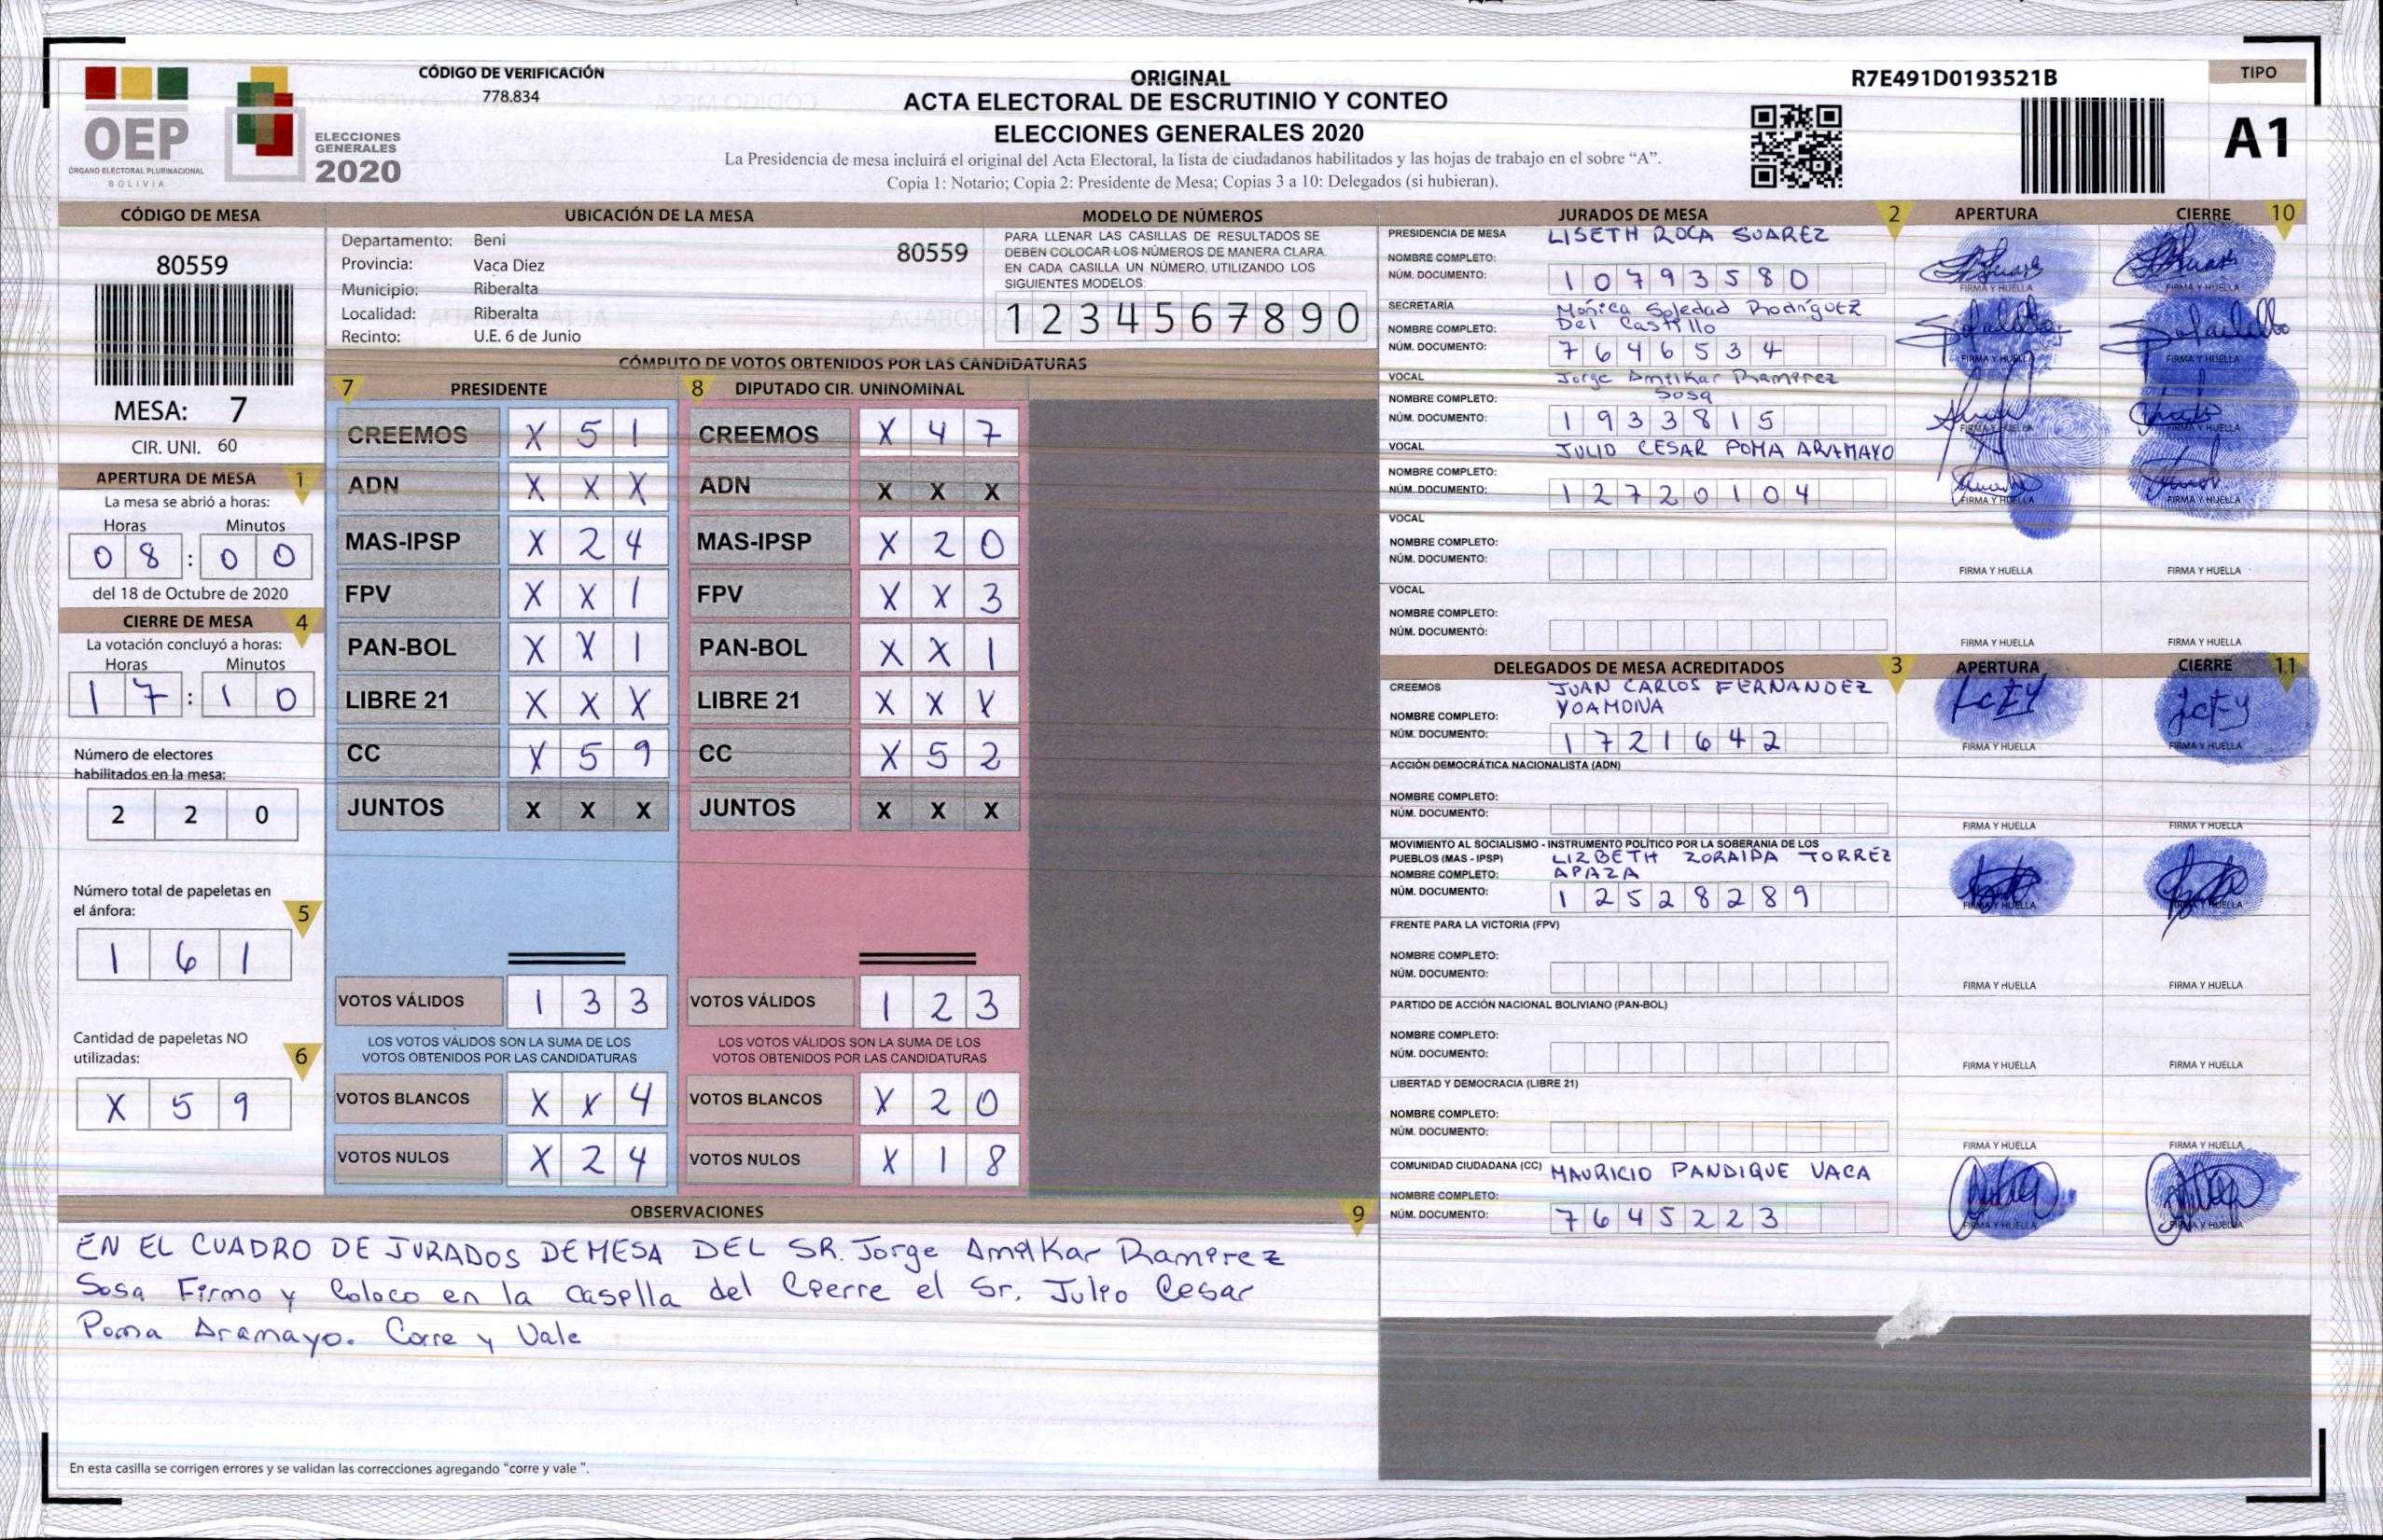 CÓDIGO DE VERIFICACIÓN
778.834
ORIGINAL
ACTA ELECTORAL DE ESCRUTINIO Y CONTEO
ELECCIONES GENERALES 2020
La Presidencia de mesa incluirá el original del Acta Electoral, la lista de ciudadanos habilitados y las hojas de trabajo en el sobre “A”.
Copia 1: Notario; Copia 2: Presidente de Mesa; Copias 3 a 10: Delegados (si hubieran).
R7E491D0193521B
TIPO
A1
OEP
ÓRGANO ELECTORAL PLURINACIONAL
BOLIVIA
ELECCIONES
GENERALES
2020
CÓDIGO DE MESA
80559
MESA: 7
CIR. UNI. 60
APERTURA DE MESA 1
La mesa se abrió a horas:
Horas Minutos
0 8 : 0 0
del 18 de Octubre de 2020
CIERRE DE MESA 4
La votación concluyó a horas:
Horas Minutos
1 7 : 1 0
Número de electores
habilitados en la mesa:
2 2 0
Número total de papeletas en
el ánfora: 5
1 6 1
Cantidad de papeletas NO
utilizadas: 6
X 5 9
UBICACIÓN DE LA MESA
Departamento: Beni 80559
Provincia: Vaca Diez
Municipio: Riberalta
Localidad: Riberalta
Recinto: U.E. 6 de Junio
MODELO DE NÚMEROS
PARA LLENAR LAS CASILLAS DE RESULTADOS SE
DEBEN COLOCAR LOS NÚMEROS DE MANERA CLARA.
EN CADA CASILLA UN NÚMERO, UTILIZANDO LOS
SIGUIENTES MODELOS:
1 2 3 4 5 6 7 8 9 0
CÓMPUTO DE VOTOS OBTENIDOS POR LAS CANDIDATURAS
7 PRESIDENTE 8 DIPUTADO CIR. UNINOMINAL
CREEMOS X 5 1 CREEMOS X 4 7
ADN X X X ADN X X X
MAS-IPSP X 2 4 MAS-IPSP X 2 0
FPV X X 1 FPV X X 3
PAN-BOL X X 1 PAN-BOL X X 1
LIBRE 21 X X X LIBRE 21 X X X
CC X 5 9 CC X 5 2
JUNTOS X X X JUNTOS X X X
VOTOS VÁLIDOS 1 3 3 VOTOS VÁLIDOS 1 2 3
LOS VOTOS VÁLIDOS SON LA SUMA DE LOS LOS VOTOS VÁLIDOS SON LA SUMA DE LOS
VOTOS OBTENIDOS POR LAS CANDIDATURAS VOTOS OBTENIDOS POR LAS CANDIDATURAS
VOTOS BLANCOS X X 4 VOTOS BLANCOS X 2 0
VOTOS NULOS X 2 4 VOTOS NULOS X 1 8
OBSERVACIONES 9
EN EL CUADRO DE JURADOS DE MESA DEL SR. Jorge Amilkar Ramirez
Sosa Firmo y Coloco en la casilla del Cierre el Sr. Julio Cesar
Poma Aramayo. Corre y Vale
En esta casilla se corrigen errores y se validan las correcciones agregando “corre y vale ”.
JURADOS DE MESA 2 APERTURA CIERRE 10
PRESIDENCIA DE MESA LISETH ROCA SUAREZ
NOMBRE COMPLETO:
NÚM. DOCUMENTO: 1 0 7 9 3 5 8 0
FIRMA Y HUELLA FIRMA Y HUELLA
SECRETARÍA Mónica Soledad Rodríguez
NOMBRE COMPLETO: Del Castillo
NÚM. DOCUMENTO: 7 6 4 6 5 3 4
FIRMA Y HUELLA FIRMA Y HUELLA
VOCAL Jorge Amilkar Ramirez
NOMBRE COMPLETO: Sosa
NÚM. DOCUMENTO: 1 9 3 3 8 1 5
FIRMA Y HUELLA FIRMA Y HUELLA
VOCAL JULIO CESAR POMA ARAMAYO
NOMBRE COMPLETO:
NÚM. DOCUMENTO: 1 2 7 2 0 1 0 4
FIRMA Y HUELLA FIRMA Y HUELLA
VOCAL
NOMBRE COMPLETO:
NÚM. DOCUMENTO:
FIRMA Y HUELLA FIRMA Y HUELLA
VOCAL
NOMBRE COMPLETO:
NÚM. DOCUMENTO:
FIRMA Y HUELLA FIRMA Y HUELLA
DELEGADOS DE MESA ACREDITADOS 3 APERTURA CIERRE 11
CREEMOS JUAN CARLOS FERNANDEZ
NOMBRE COMPLETO: YOAMONA
NÚM. DOCUMENTO: 1 7 2 1 6 4 2
FIRMA Y HUELLA FIRMA Y HUELLA
ACCIÓN DEMOCRÁTICA NACIONALISTA (ADN)
NOMBRE COMPLETO:
NÚM. DOCUMENTO:
FIRMA Y HUELLA FIRMA Y HUELLA
MOVIMIENTO AL SOCIALISMO - INSTRUMENTO POLÍTICO POR LA SOBERANIA DE LOS
PUEBLOS (MAS - IPSP) LIZBETH ZORAIDA TORREZ
NOMBRE COMPLETO: APAZA
NÚM. DOCUMENTO: 1 2 5 2 8 2 8 9
FIRMA Y HUELLA FIRMA Y HUELLA
FRENTE PARA LA VICTORIA (FPV)
NOMBRE COMPLETO:
NÚM. DOCUMENTO:
FIRMA Y HUELLA FIRMA Y HUELLA
PARTIDO DE ACCIÓN NACIONAL BOLIVIANO (PAN-BOL)
NOMBRE COMPLETO:
NÚM. DOCUMENTO:
FIRMA Y HUELLA FIRMA Y HUELLA
LIBERTAD Y DEMOCRACIA (LIBRE 21)
NOMBRE COMPLETO:
NÚM. DOCUMENTO:
FIRMA Y HUELLA FIRMA Y HUELLA
COMUNIDAD CIUDADANA (CC) MAURICIO PANDIQUE VACA
NOMBRE COMPLETO:
NÚM. DOCUMENTO: 7 6 4 5 2 2 3
FIRMA Y HUELLA FIRMA Y HUELLA